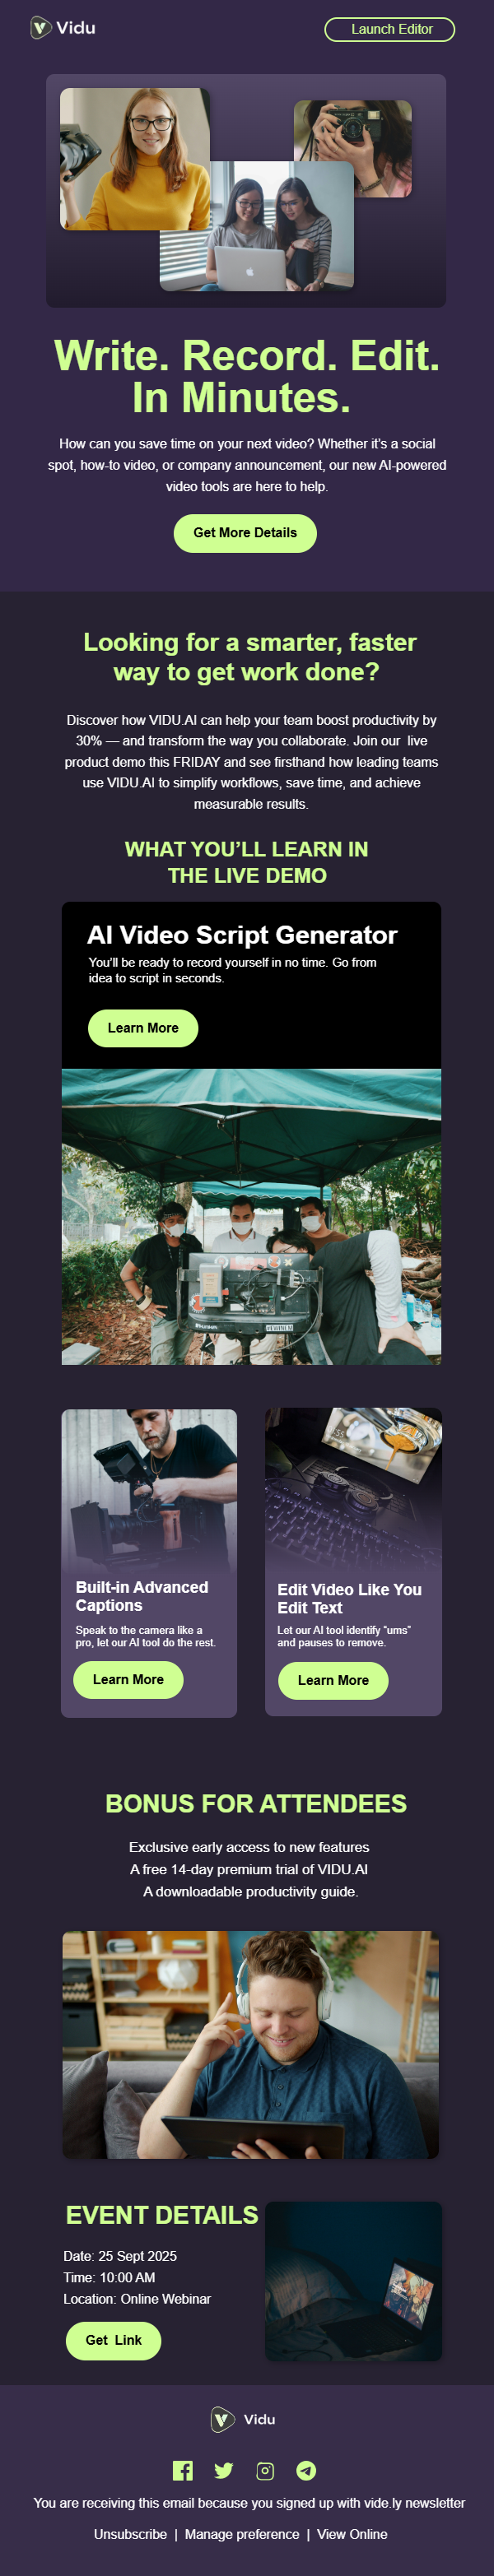 Vidu
Launch Editor
Write. Record. Edit.
In Minutes.
How can you save time on your next video? Whether it's a social
spot, how-to video, or company announcement, our new AI-powered
video tools are here to help.
Get More Details
Looking for a smarter, faster
way to get work done?
Discover how VIDU.AI can help your team boost productivity by
30% — and transform the way you collaborate. Join our  live
product demo this FRIDAY and see firsthand how leading teams
use VIDU.AI to simplify workflows, save time, and achieve
measurable results.
WHAT YOU'LL LEARN IN
THE LIVE DEMO
AI Video Script Generator
You'll be ready to record yourself in no time. Go from
idea to script in seconds.
Learn More
Built-in Advanced
Captions
Speak to the camera like a
pro, let our AI tool do the rest.
Learn More
Edit Video Like You
Edit Text
Let our AI tool identify "ums"
and pauses to remove.
Learn More
BONUS FOR ATTENDEES
Exclusive early access to new features
A free 14-day premium trial of VIDU.AI
A downloadable productivity guide.
EVENT DETAILS
Date: 25 Sept 2025
Time: 10:00 AM
Location: Online Webinar
Get  Link
Vidu
You are receiving this email because you signed up with vide.ly newsletter
Unsubscribe | Manage preference | View Online